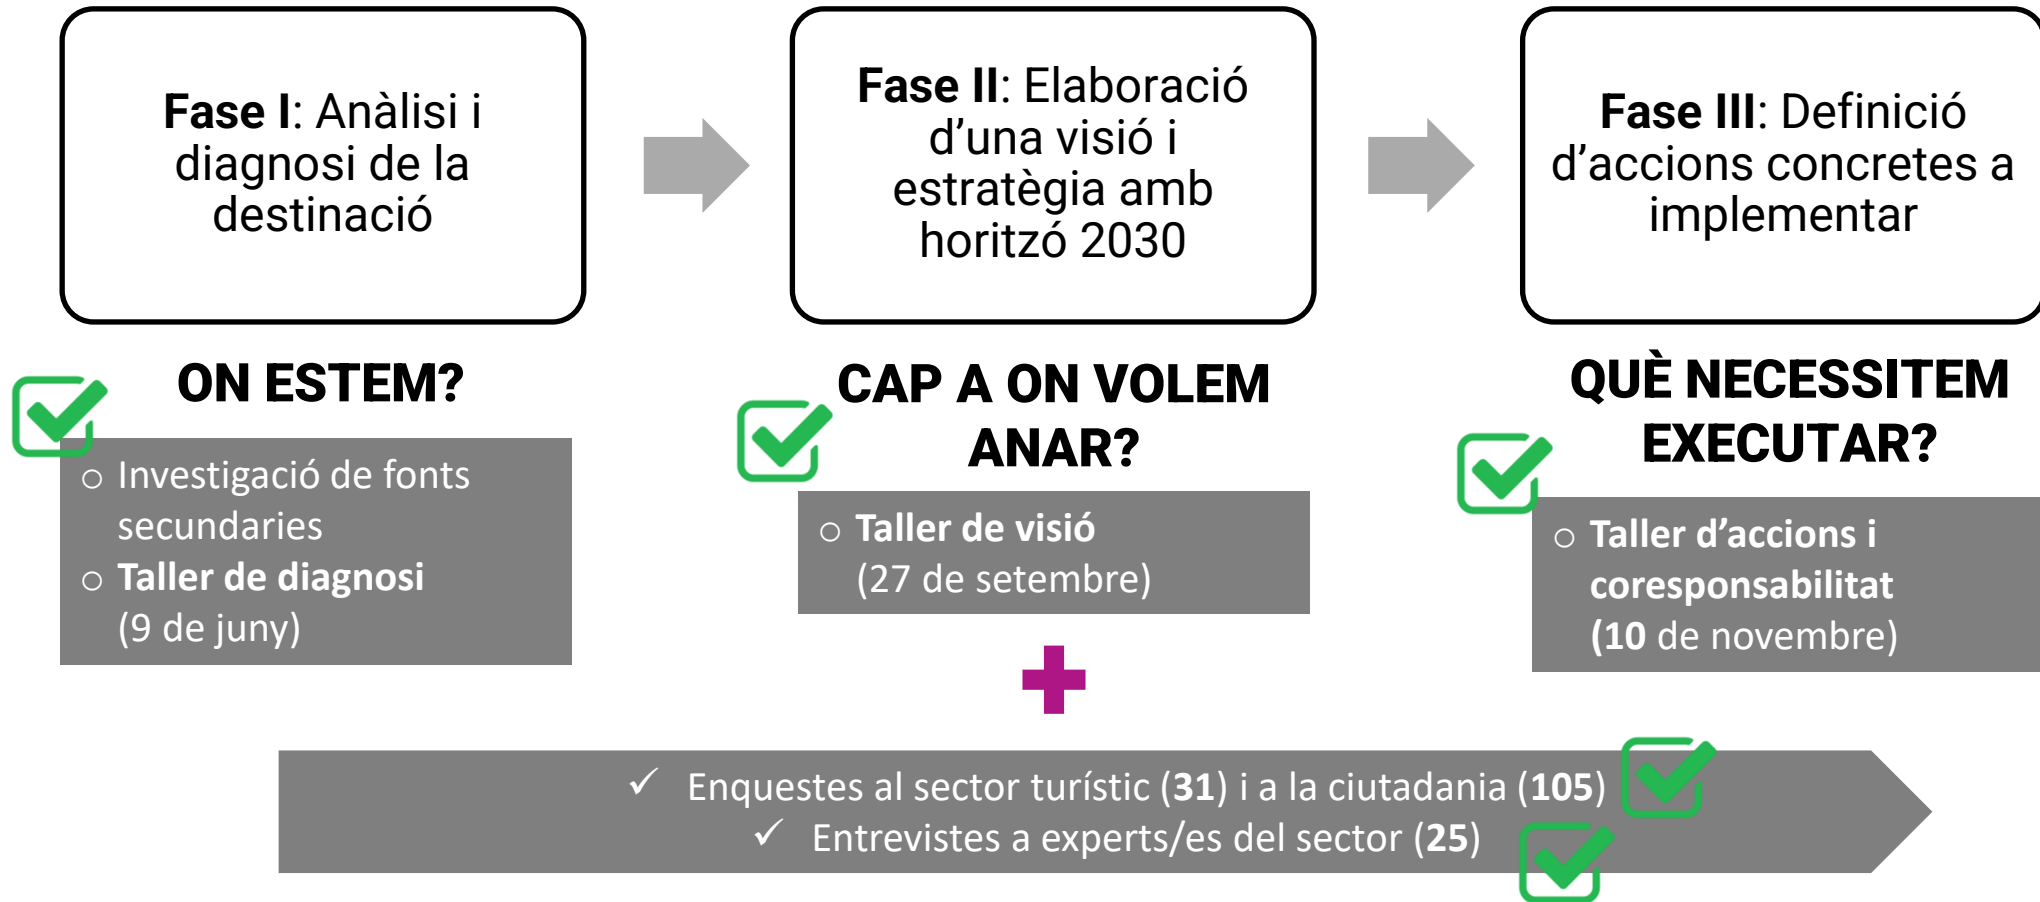 Fase I: Anàlisi i
diagnosi de la
destinació
Fase II: Elaboració
d’una visió i
estratègia amb
horitzó 2030
Fase III: Definició
d’accions concretes a
implementar
ON ESTEM?
CAP A ON VOLEM
ANAR?
QUÈ NECESSITEM
EXECUTAR?
o Investigació de fonts
secundaries
o Taller de diagnosi
(9 de juny)
o Taller de visió
(27 de setembre)
o Taller d’accions i
coresponsabilitat
(10 de novembre)
✓ Enquestes al sector turístic (31) i a la ciutadania (105)
✓ Entrevistes a experts/es del sector (25)